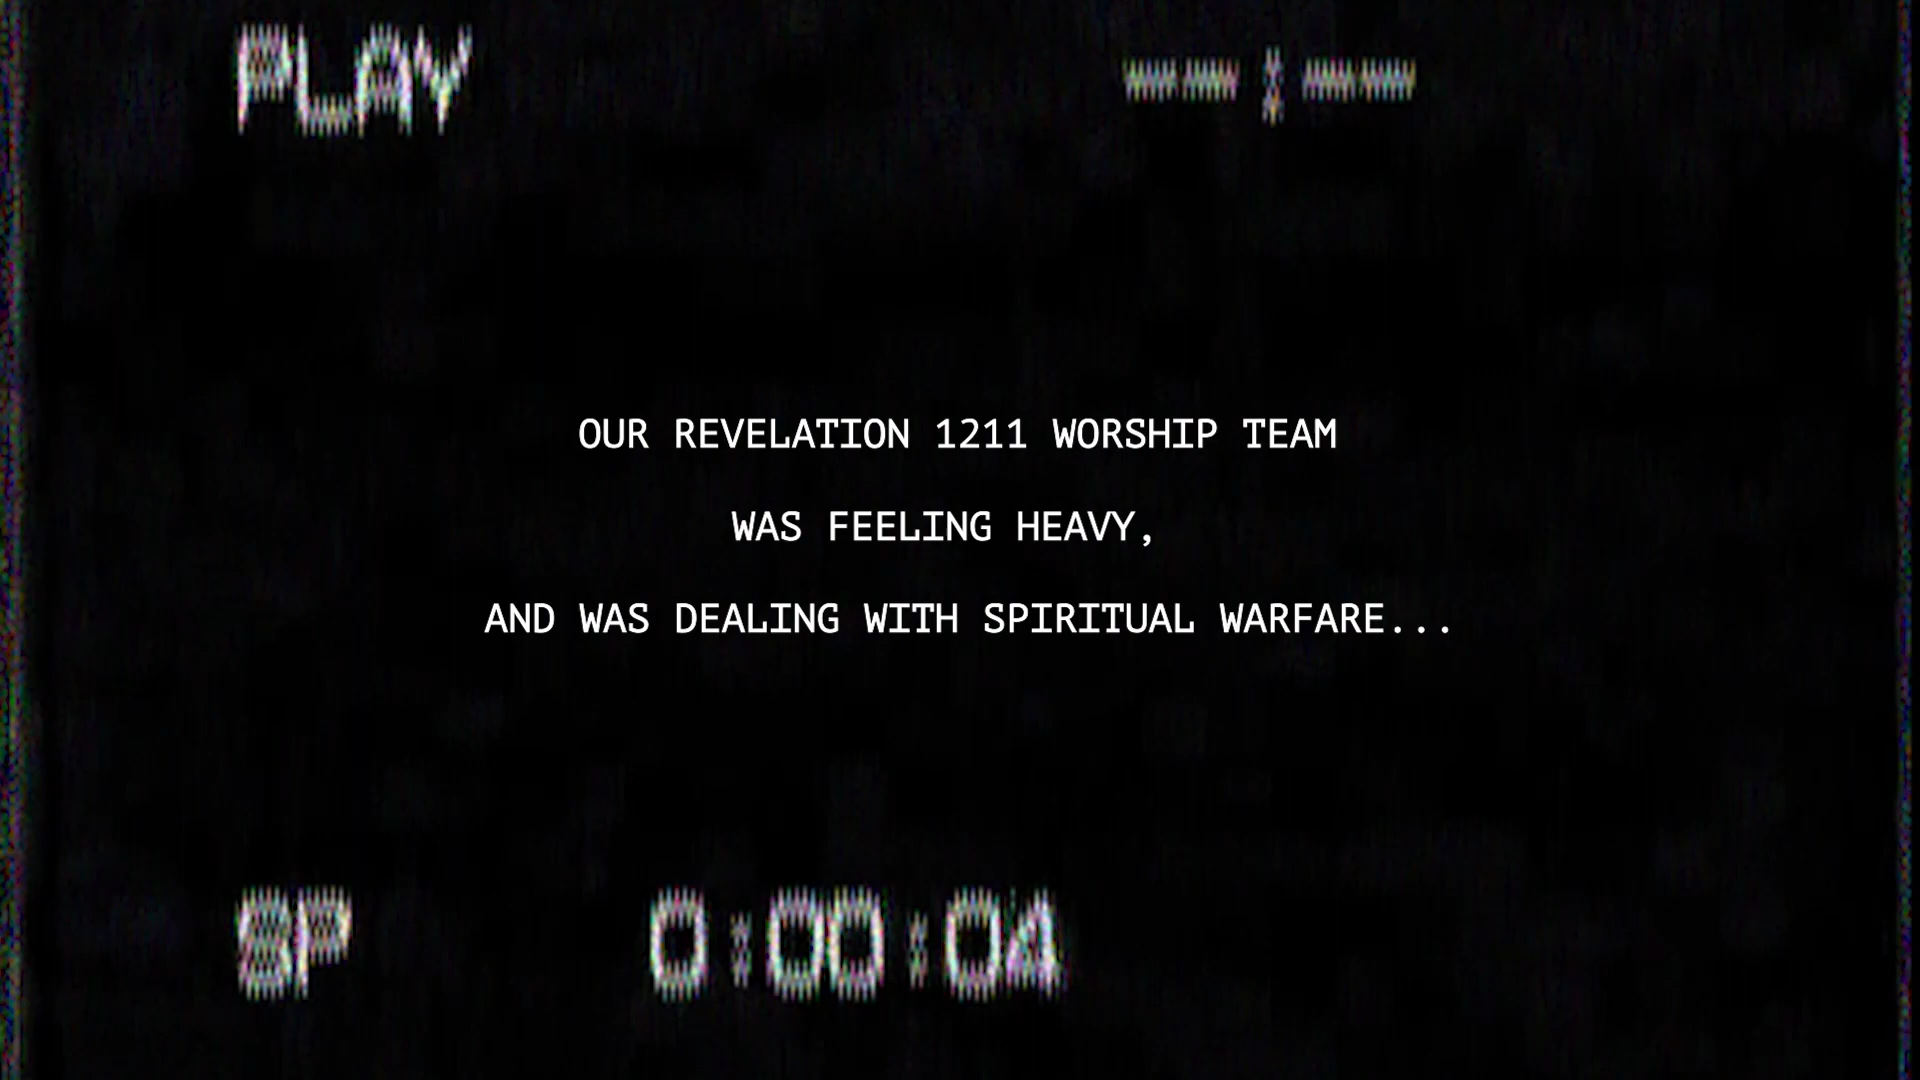 PLAY --:--
OUR REVELATION 1211 WORSHIP TEAM
WAS FEELING HEAVY,
AND WAS DEALING WITH SPIRITUAL WARFARE...
SP 0:00:04